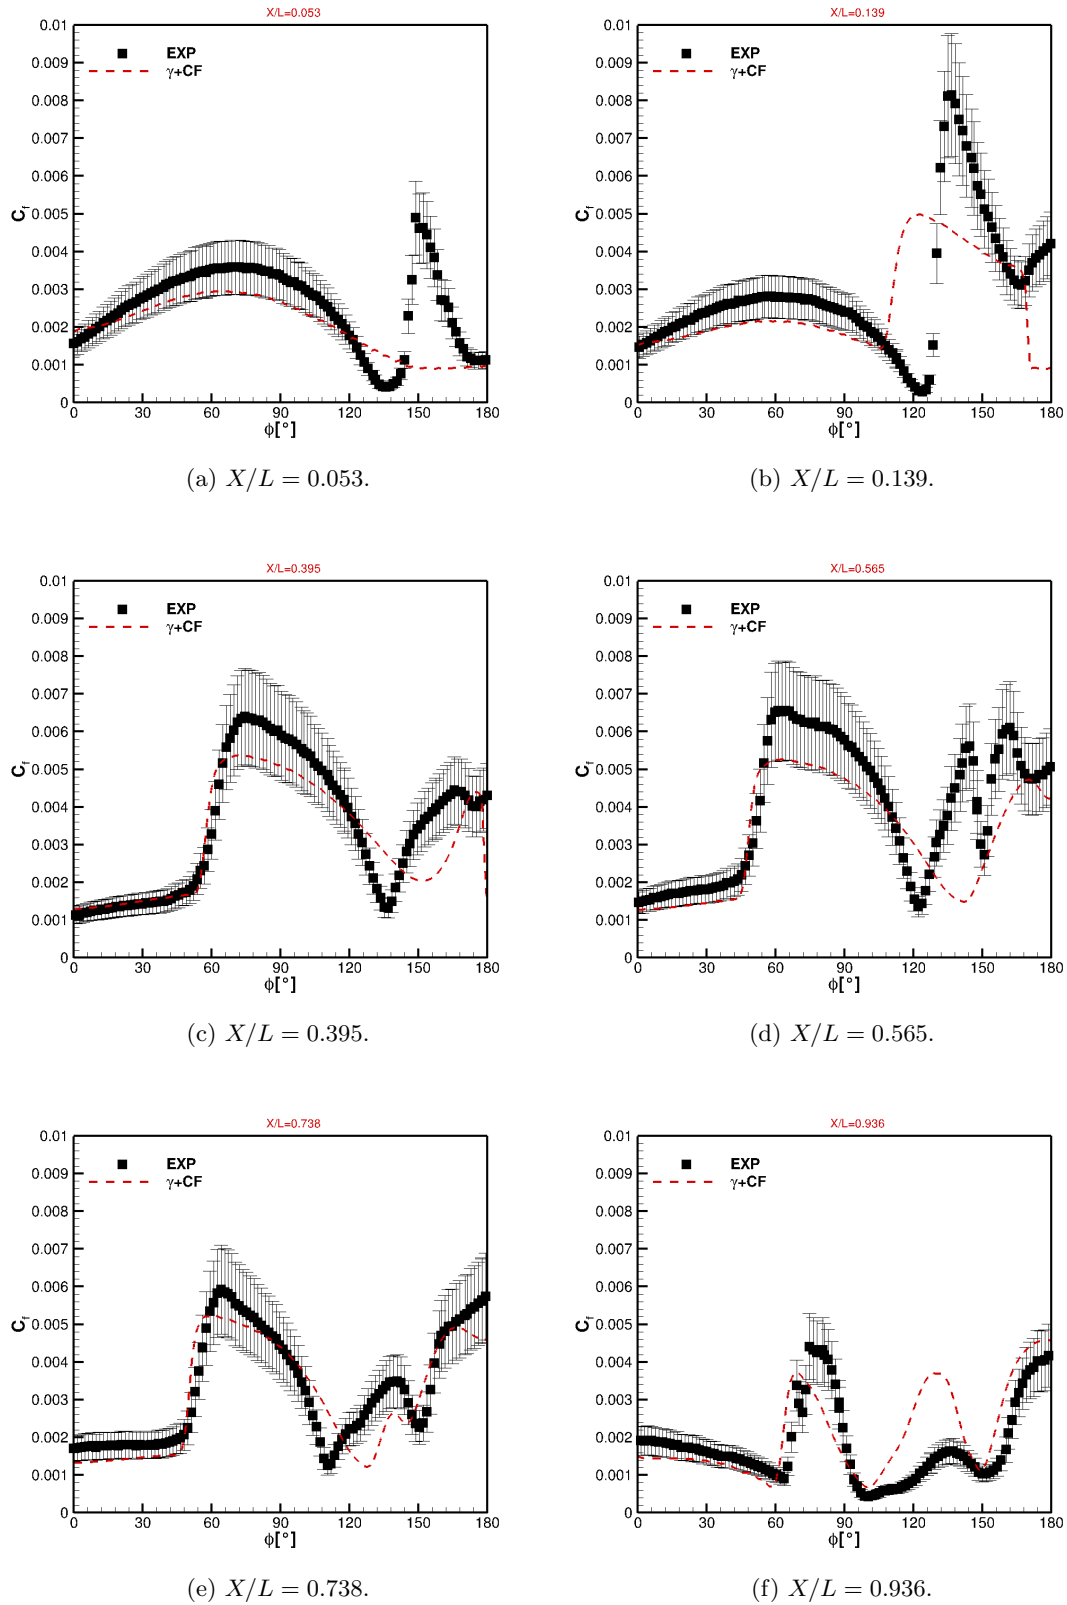 X/L=0.053
0.01
0.009
0.008
0.007
0.006
0.005
0.004
0.003
0.002
0.001
0
C_f
EXP
γ+CF
0 30 60 90 120 150 180
ϕ[°]
(a) X/L = 0.053.
X/L=0.139
0.01
0.009
0.008
0.007
0.006
0.005
0.004
0.003
0.002
0.001
0
C_f
EXP
γ+CF
0 30 60 90 120 150 180
ϕ[°]
(b) X/L = 0.139.
X/L=0.395
0.01
0.009
0.008
0.007
0.006
0.005
0.004
0.003
0.002
0.001
0
C_f
EXP
γ+CF
0 30 60 90 120 150 180
ϕ[°]
(c) X/L = 0.395.
X/L=0.565
0.01
0.009
0.008
0.007
0.006
0.005
0.004
0.003
0.002
0.001
0
C_f
EXP
γ+CF
0 30 60 90 120 150 180
ϕ[°]
(d) X/L = 0.565.
X/L=0.738
0.01
0.009
0.008
0.007
0.006
0.005
0.004
0.003
0.002
0.001
0
C_f
EXP
γ+CF
0 30 60 90 120 150 180
ϕ[°]
(e) X/L = 0.738.
X/L=0.936
0.01
0.009
0.008
0.007
0.006
0.005
0.004
0.003
0.002
0.001
0
C_f
EXP
γ+CF
0 30 60 90 120 150 180
ϕ[°]
(f) X/L = 0.936.